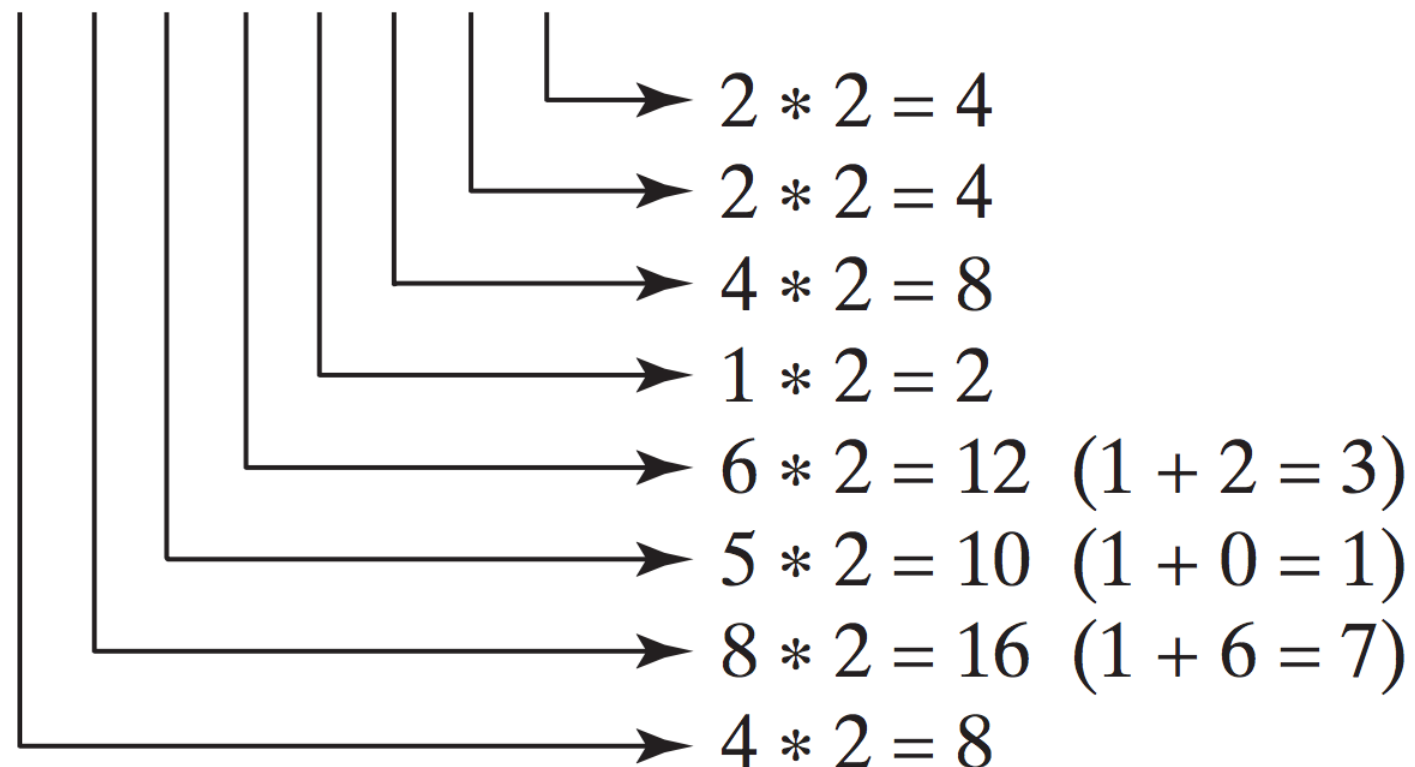 2 * 2 = 4
2 * 2 = 4
4 * 2 = 8
1 * 2 = 2
6 * 2 = 12 (1 + 2 = 3)
5 * 2 = 10 (1 + 0 = 1)
8 * 2 = 16 (1 + 6 = 7)
4 * 2 = 8